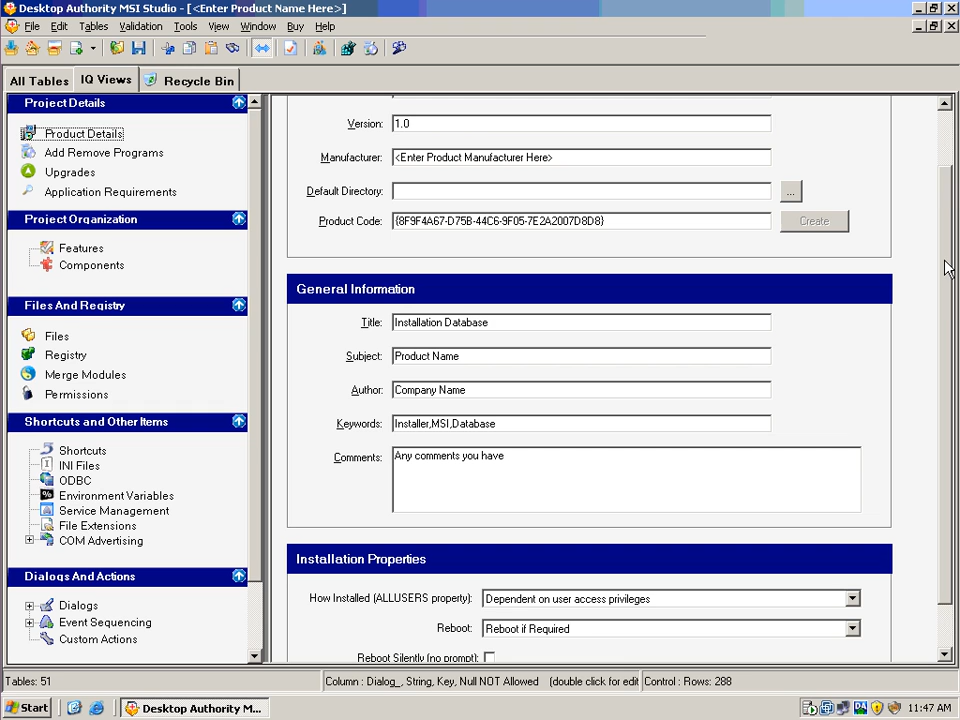 Desktop Authority MSI Studio - [<Enter Product Name Here>]
File Edit Tables Validation Tools View Window Buy Help
All Tables IQ Views Recycle Bin
Project Details
Product Details
Add Remove Programs
Upgrades
Application Requirements
Project Organization
Features
Components
Files And Registry
Files
Registry
Merge Modules
Permissions
Shortcuts and Other Items
Shortcuts
INI Files
ODBC
Environment Variables
Service Management
File Extensions
COM Advertising
Dialogs And Actions
Dialogs
Event Sequencing
Custom Actions
Version: 1.0
Manufacturer: <Enter Product Manufacturer Here>
Default Directory: ...
Product Code: {8F9F4A67-D75B-44C6-9F05-7E2A2007D8D8} Create
General Information
Title: Installation Database
Subject: Product Name
Author: Company Name
Keywords: Installer,MSI,Database
Comments: Any comments you have
Installation Properties
How Installed (ALLUSERS property): Dependent on user access privileges
Reboot: Reboot if Required
Reboot Silently (no prompt):
Tables: 51 Column : Dialog_, String, Key, Null NOT Allowed (double click for edit Control : Rows: 288
Start Desktop Authority M... 11:47 AM